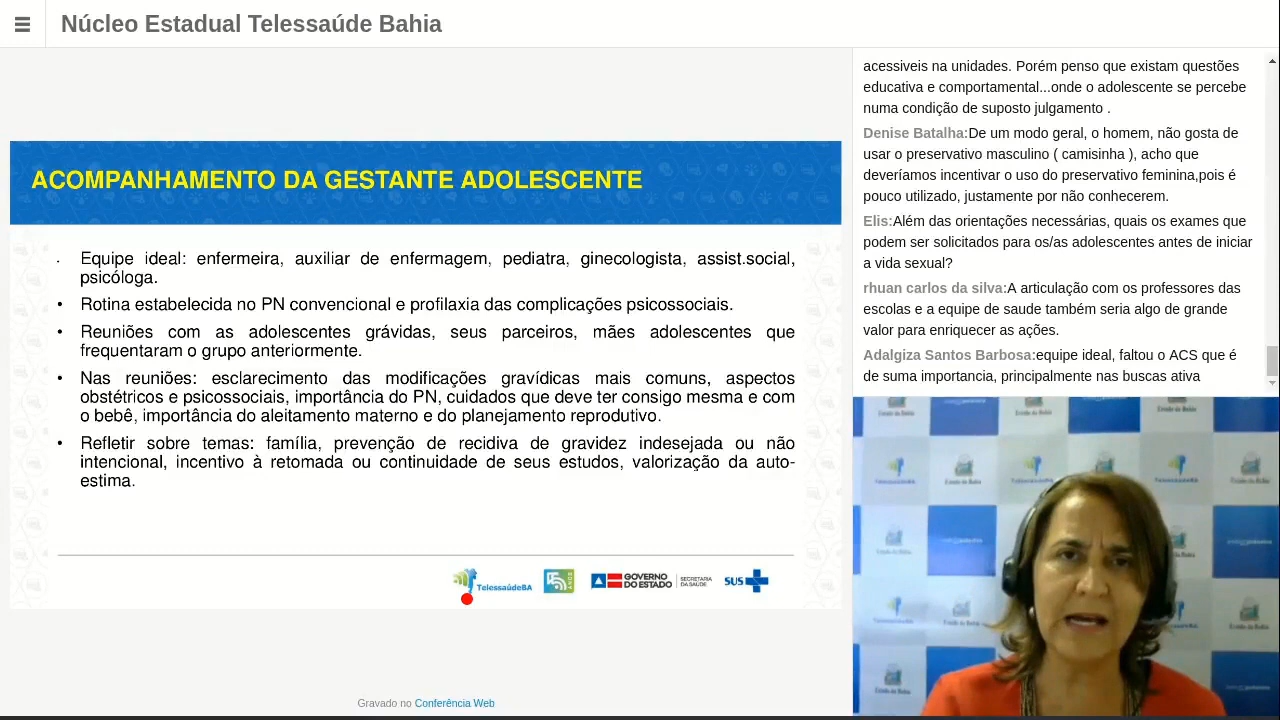 Núcleo Estadual Telessaúde Bahia
ACOMPANHAMENTO DA GESTANTE ADOLESCENTE
· Equipe ideal: enfermeira, auxiliar de enfermagem, pediatra, ginecologista, assist.social,
psicóloga.
• Rotina estabelecida no PN convencional e profilaxia das complicações psicossociais.
• Reuniões com as adolescentes grávidas, seus parceiros, mães adolescentes que
frequentaram o grupo anteriormente.
• Nas reuniões: esclarecimento das modificações gravídicas mais comuns, aspectos
obstétricos e psicossociais, importância do PN, cuidados que deve ter consigo mesma e com
o bebê, importância do aleitamento materno e do planejamento reprodutivo.
• Refletir sobre temas: família, prevenção de recidiva de gravidez indesejada ou não
intencional, incentivo à retomada ou continuidade de seus estudos, valorização da auto-
estima.
TelessaúdeBA
GOVERNO
DO ESTADO
SECRETARIA
DA SAÚDE
SUS
Gravado no Conferência Web
acessiveis na unidades. Porém penso que existam questões
educativa e comportamental...onde o adolescente se percebe
numa condição de suposto julgamento .
Denise Batalha:De um modo geral, o homem, não gosta de
usar o preservativo masculino ( camisinha ), acho que
deveríamos incentivar o uso do preservativo feminina,pois é
pouco utilizado, justamente por não conhecerem.
Elis:Além das orientações necessárias, quais os exames que
podem ser solicitados para os/as adolescentes antes de iniciar
a vida sexual?
rhuan carlos da silva:A articulação com os professores das
escolas e a equipe de saude também seria algo de grande
valor para enriquecer as ações.
Adalgiza Santos Barbosa:equipe ideal, faltou o ACS que é
de suma importancia, principalmente nas buscas ativa